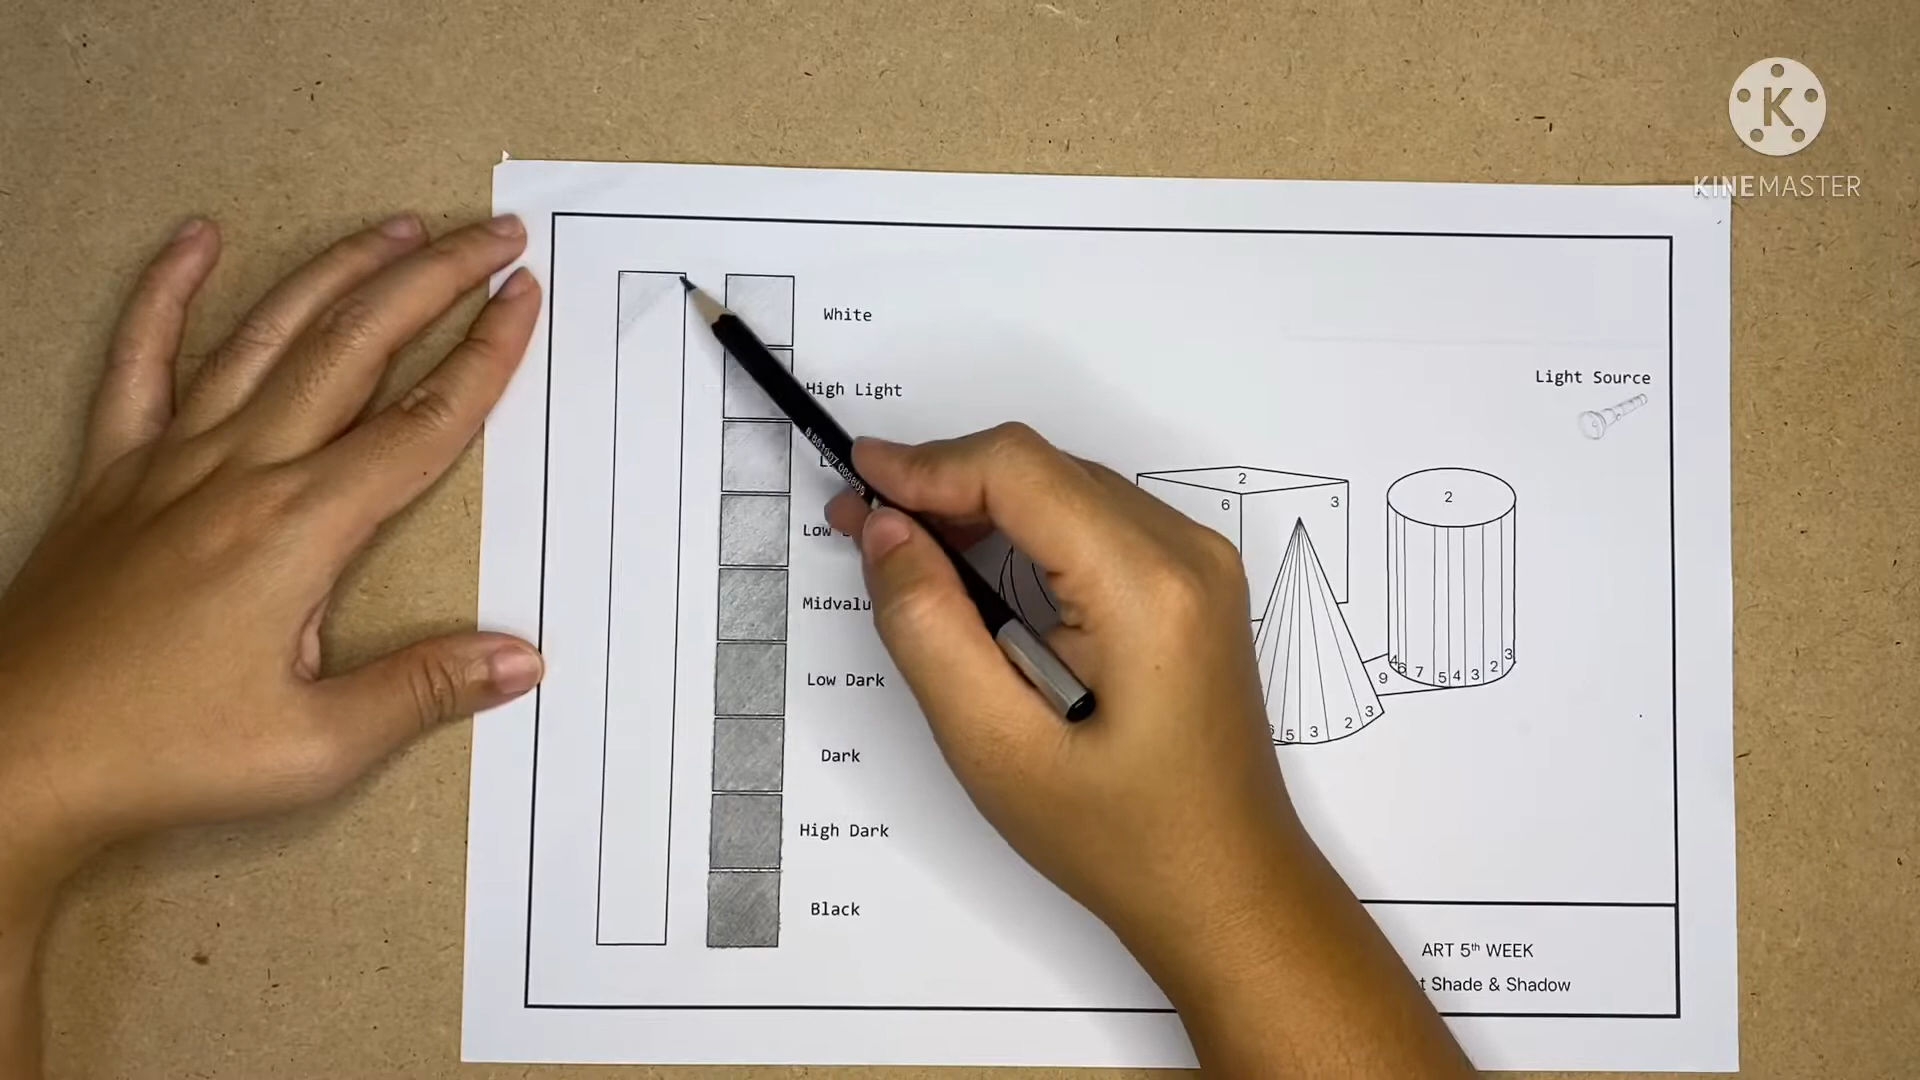 K
KINEMASTER
White
High Light
Low
Midvalu
Low Dark
Dark
High Dark
Black
Light Source
2
6
3
2
4
6
7
5
4
3
2
3
9
5
3
2
3
ART 5th WEEK
t Shade & Shadow